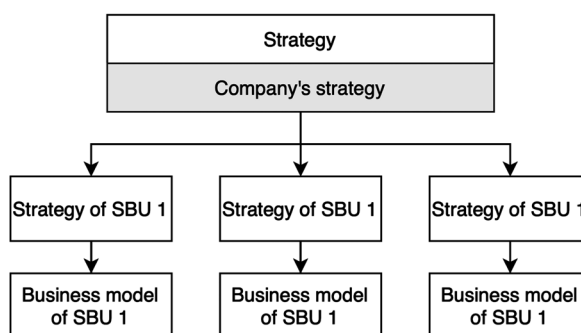 Strategy
Company's strategy
Strategy of SBU 1
Strategy of SBU 1
Strategy of SBU 1
Business model
of SBU 1
Business model
of SBU 1
Business model
of SBU 1